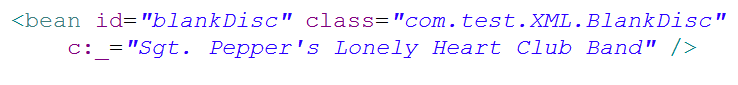 <bean id="blankDisc" class="com.test.XML.BlankDisc"
c:_="Sgt. Pepper's Lonely Heart Club Band" />